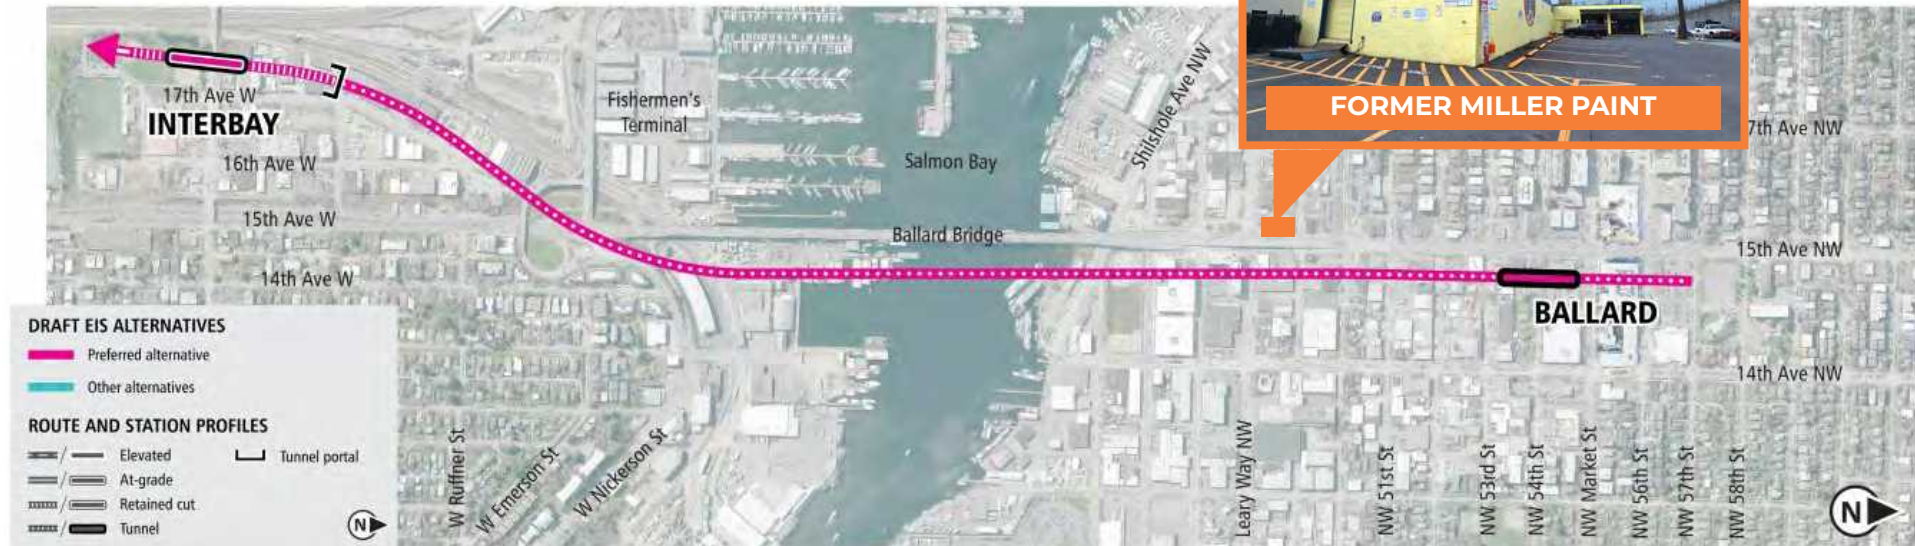 FORMER MILLER PAINT
17th Ave W
INTERBAY
16th Ave W
15th Ave W
14th Ave W
Fishermen's
Terminal
Salmon Bay
Shilshole Ave NW
Ballard Bridge
7th Ave NW
15th Ave NW
BALLARD
14th Ave NW
DRAFT EIS ALTERNATIVES
Preferred alternative
Other alternatives
ROUTE AND STATION PROFILES
Elevated
Tunnel portal
At-grade
Retained cut
Tunnel
N
W Ruffner St
W Emerson St
W Nickerson St
Leary Way NW
NW 51st St
NW 53rd St
NW 54th St
NW Market St
NW 56th St
NW 57th St
NW 58th St
N